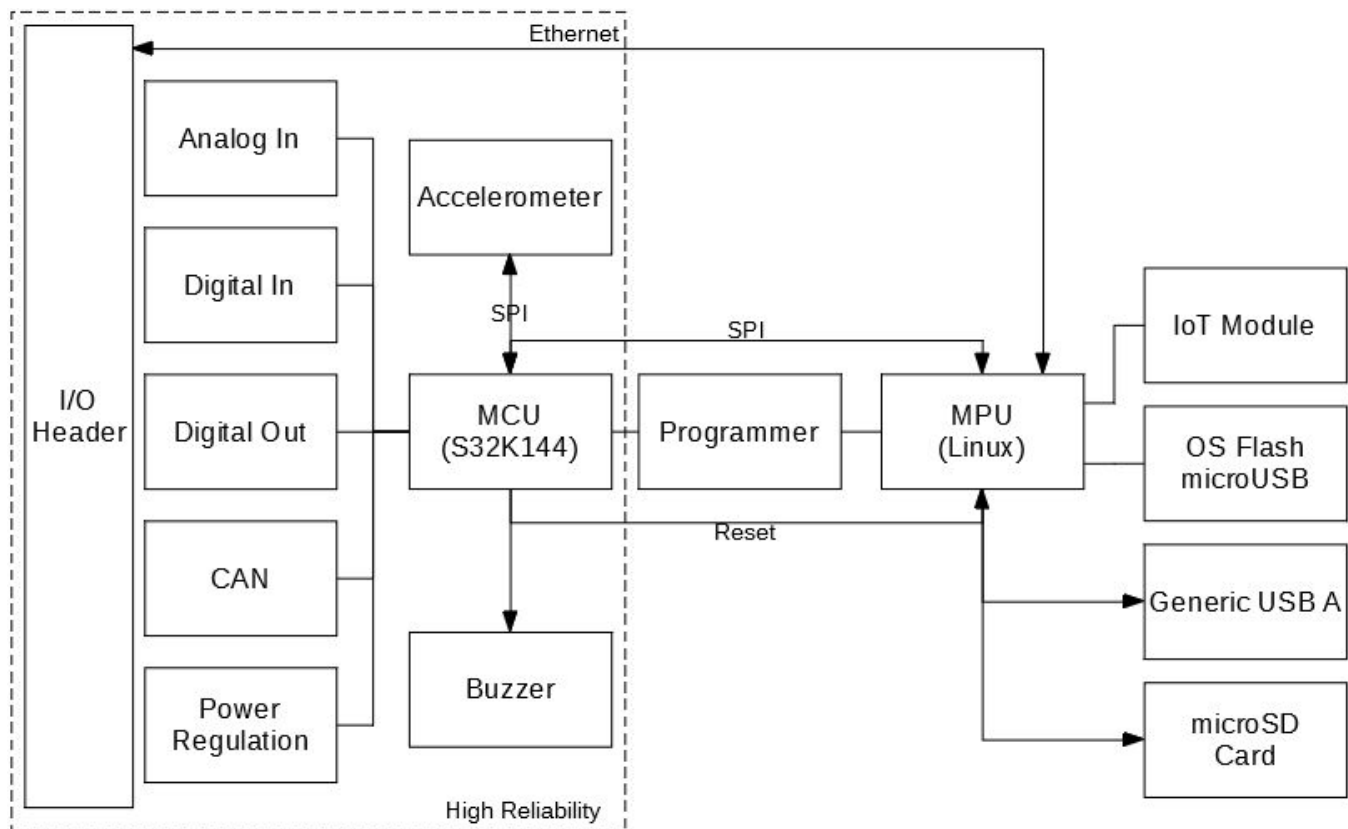 Ethernet
Analog In
Accelerometer
Digital In
SPI
SPI
IoT Module
I/O
Header
Digital Out
MCU
(S32K144)
Programmer
MPU
(Linux)
OS Flash
microUSB
Reset
CAN
Generic USB A
Buzzer
Power
Regulation
microSD
Card
High Reliability